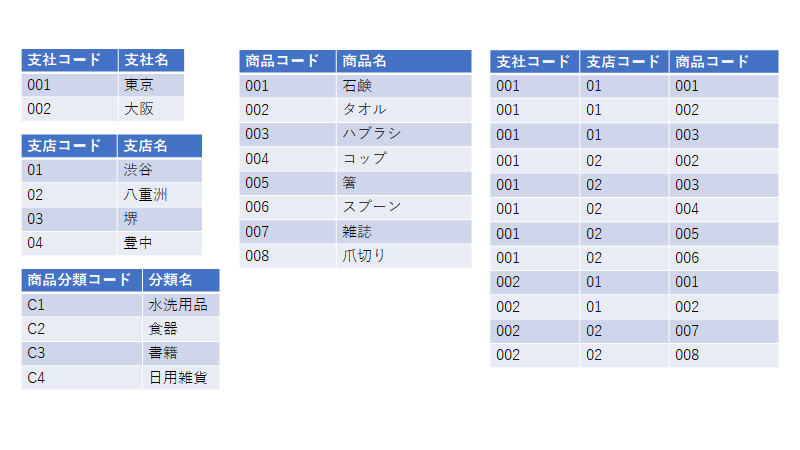 支社コード 支社名
001 東京
002 大阪
支店コード 支店名
01 渋谷
02 八重洲
03 堺
04 豊中
商品分類コード 分類名
C1 水洗用品
C2 食器
C3 書籍
C4 日用雑貨
商品コード 商品名
001 石鹸
002 タオル
003 ハブラシ
004 コップ
005 箸
006 スプーン
007 雑誌
008 爪切り
支社コード 支店コード 商品コード
001 01 001
001 01 002
001 01 003
001 02 002
001 02 003
001 02 004
001 02 005
001 02 006
002 01 001
002 01 002
002 02 007
002 02 008